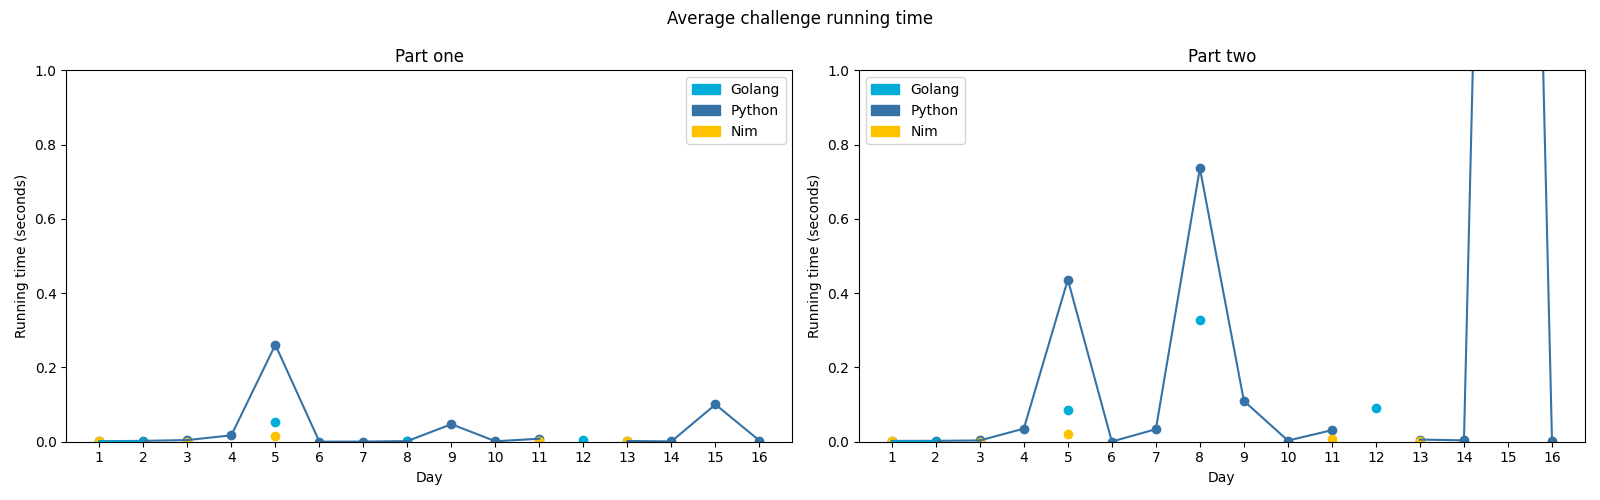 Average challenge running time
Part one
1.0
0.8
0.6
0.4
0.2
0.0
Running time (seconds)
Golang
Python
Nim
1 2 3 4 5 6 7 8 9 10 11 12 13 14 15 16
Day
Part two
1.0
0.8
0.6
0.4
0.2
0.0
Running time (seconds)
Golang
Python
Nim
1 2 3 4 5 6 7 8 9 10 11 12 13 14 15 16
Day